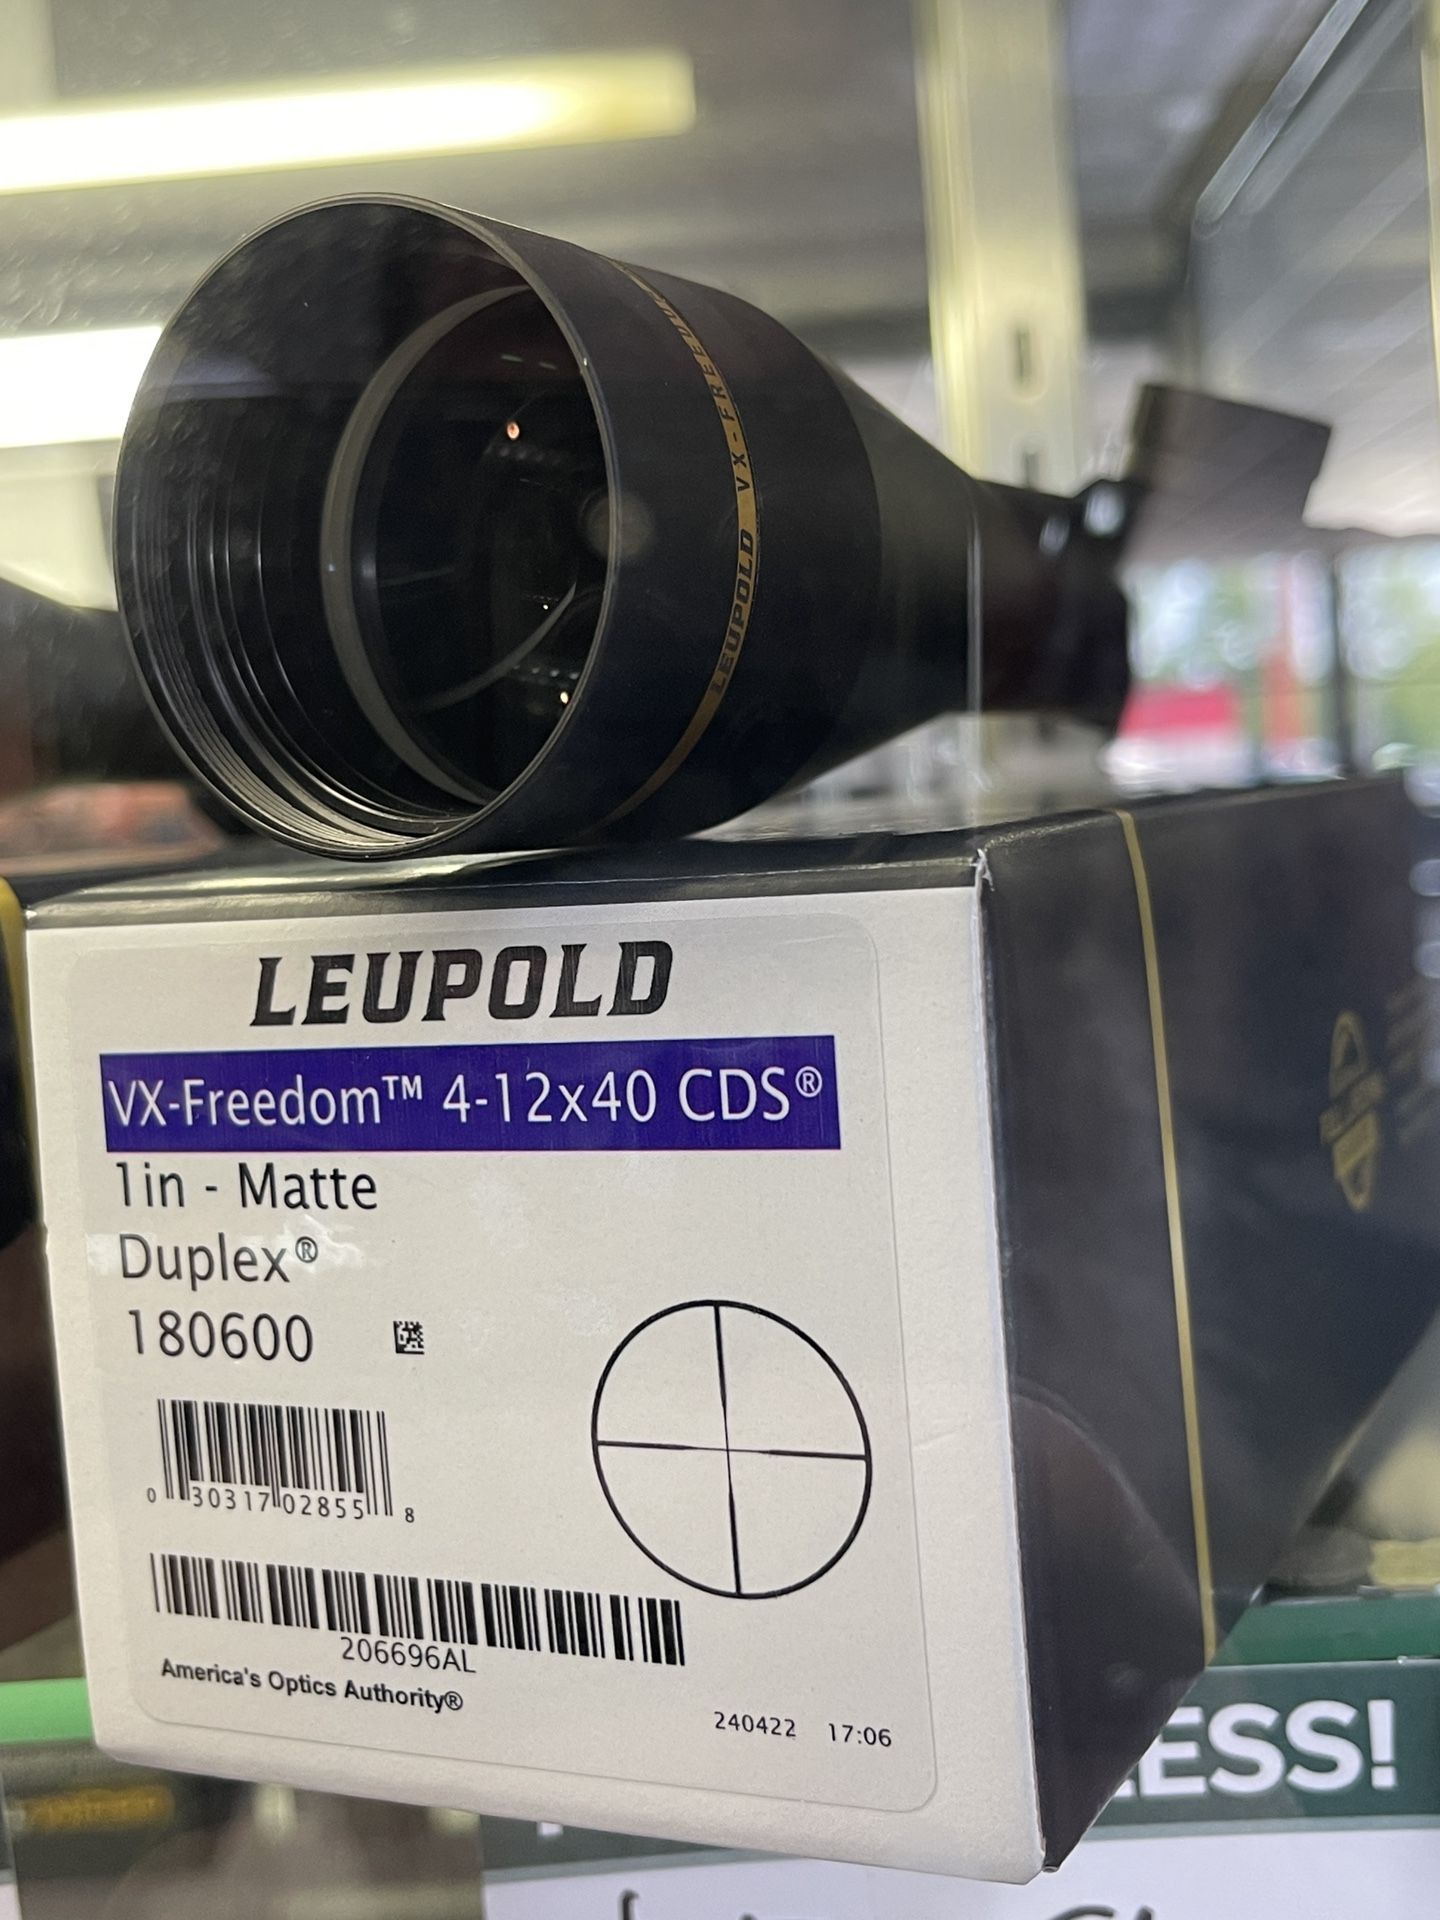 LEUPOLD VX-FREEDOM
LEUPOLD
VX-Freedom™ 4-12x40 CDS®
1in - Matte
Duplex®
180600
0 30317 02855 8
206696AL
America's Optics Authority®
240422 17:06
ESS!